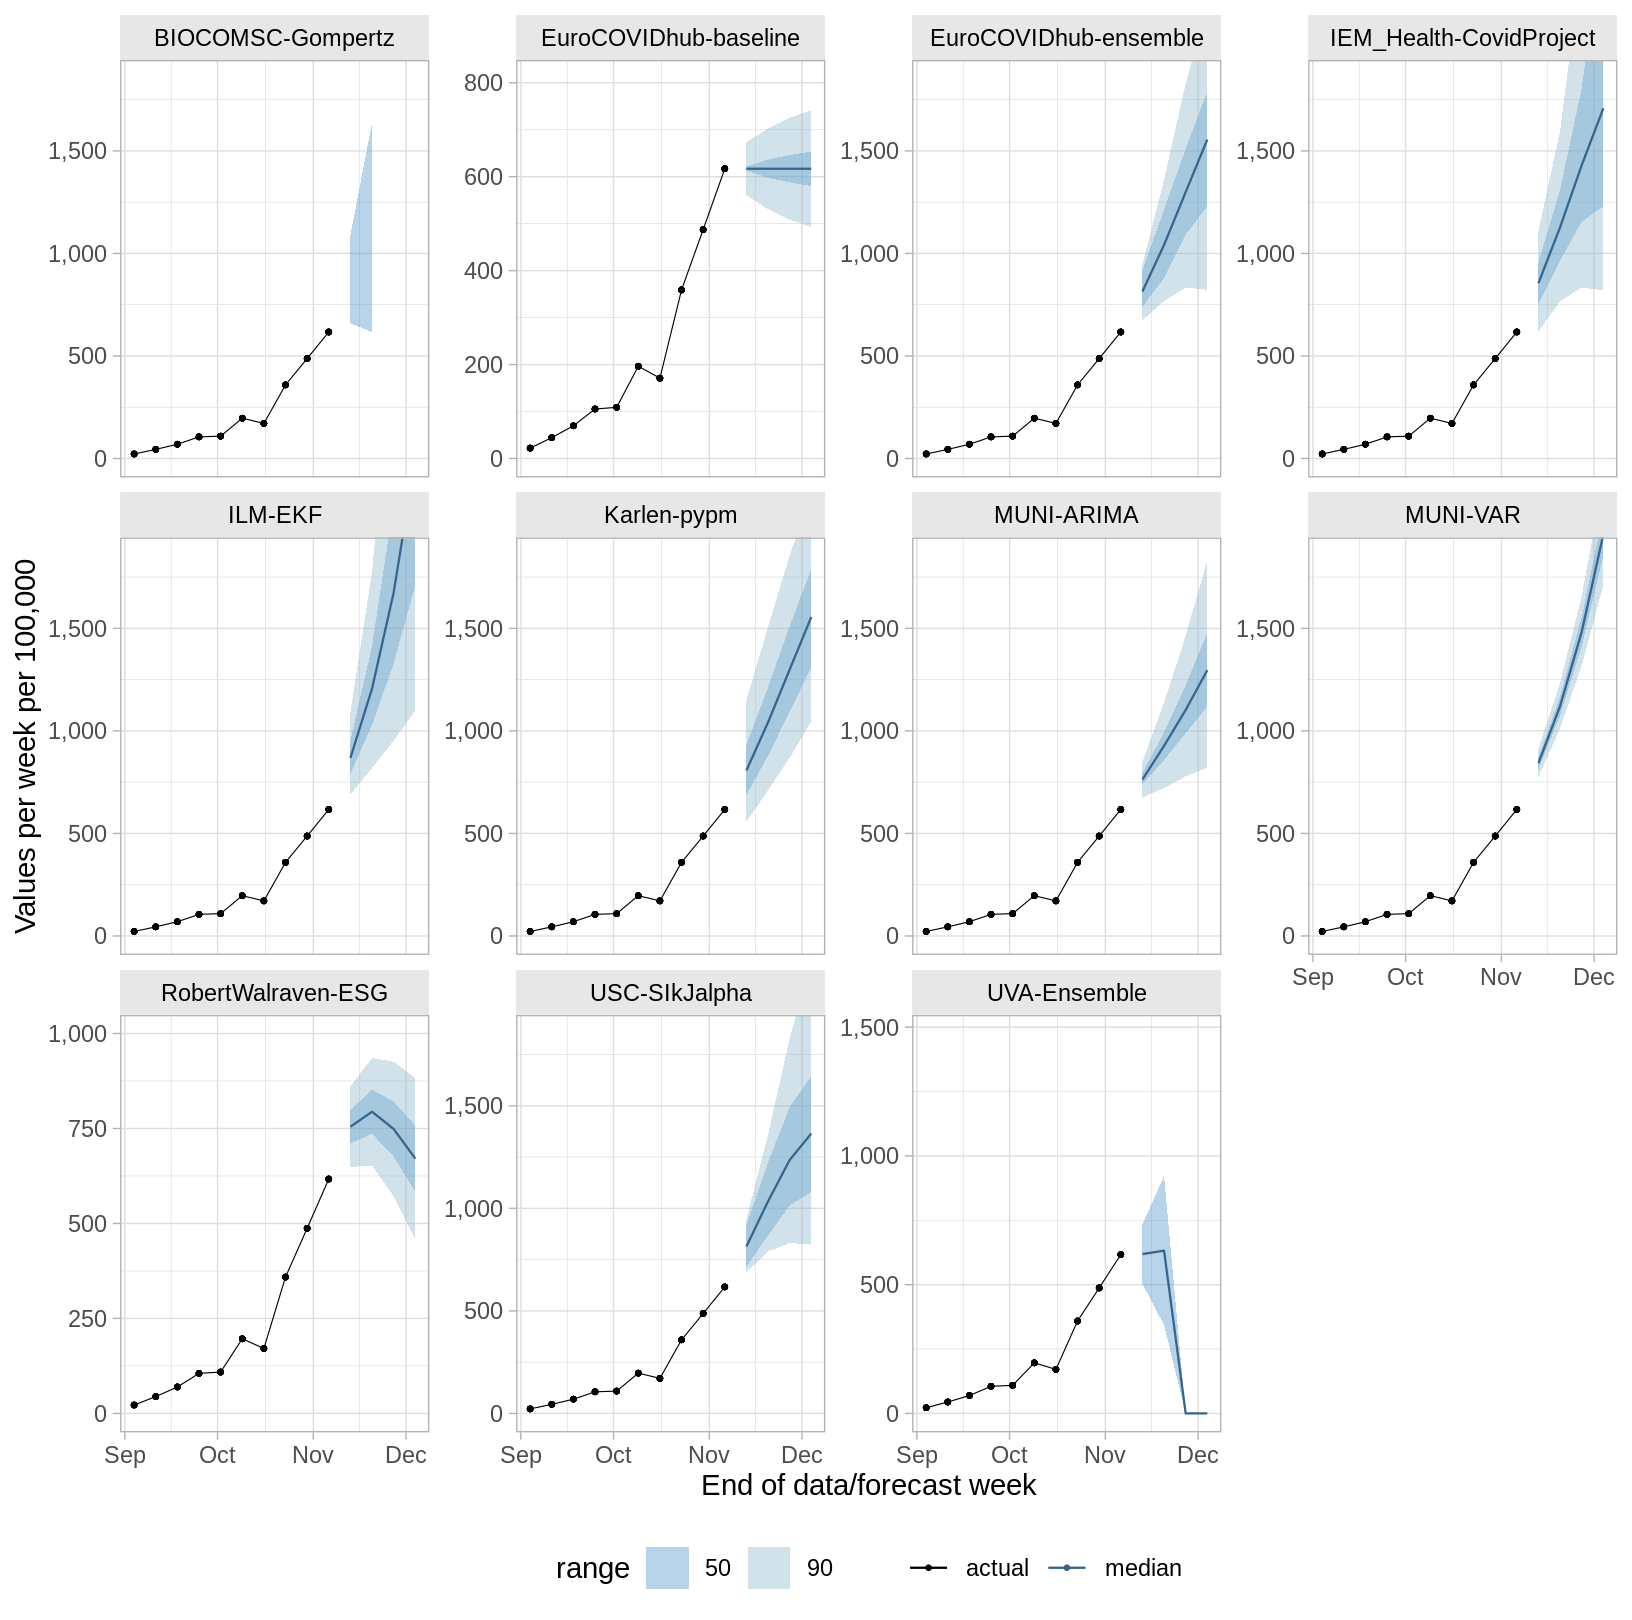 BIOCOMSC-Gompertz
EuroCOVIDhub-baseline
EuroCOVIDhub-ensemble
IEM_Health-CovidProject
1,500
1,000
500
0
800
600
400
200
0
1,500
1,000
500
0
1,500
1,000
500
0
Values per week per 100,000
ILM-EKF
Karlen-pypm
MUNI-ARIMA
MUNI-VAR
1,500
1,000
500
0
1,500
1,000
500
0
1,500
1,000
500
0
1,500
1,000
500
0
Sep Oct Nov Dec
RobertWalraven-ESG
USC-SIkJalpha
UVA-Ensemble
1,000
750
500
250
0
1,500
1,000
500
0
1,500
1,000
500
0
Sep Oct Nov Dec
Sep Oct Nov Dec
Sep Oct Nov Dec
End of data/forecast week
range 50 90 actual median